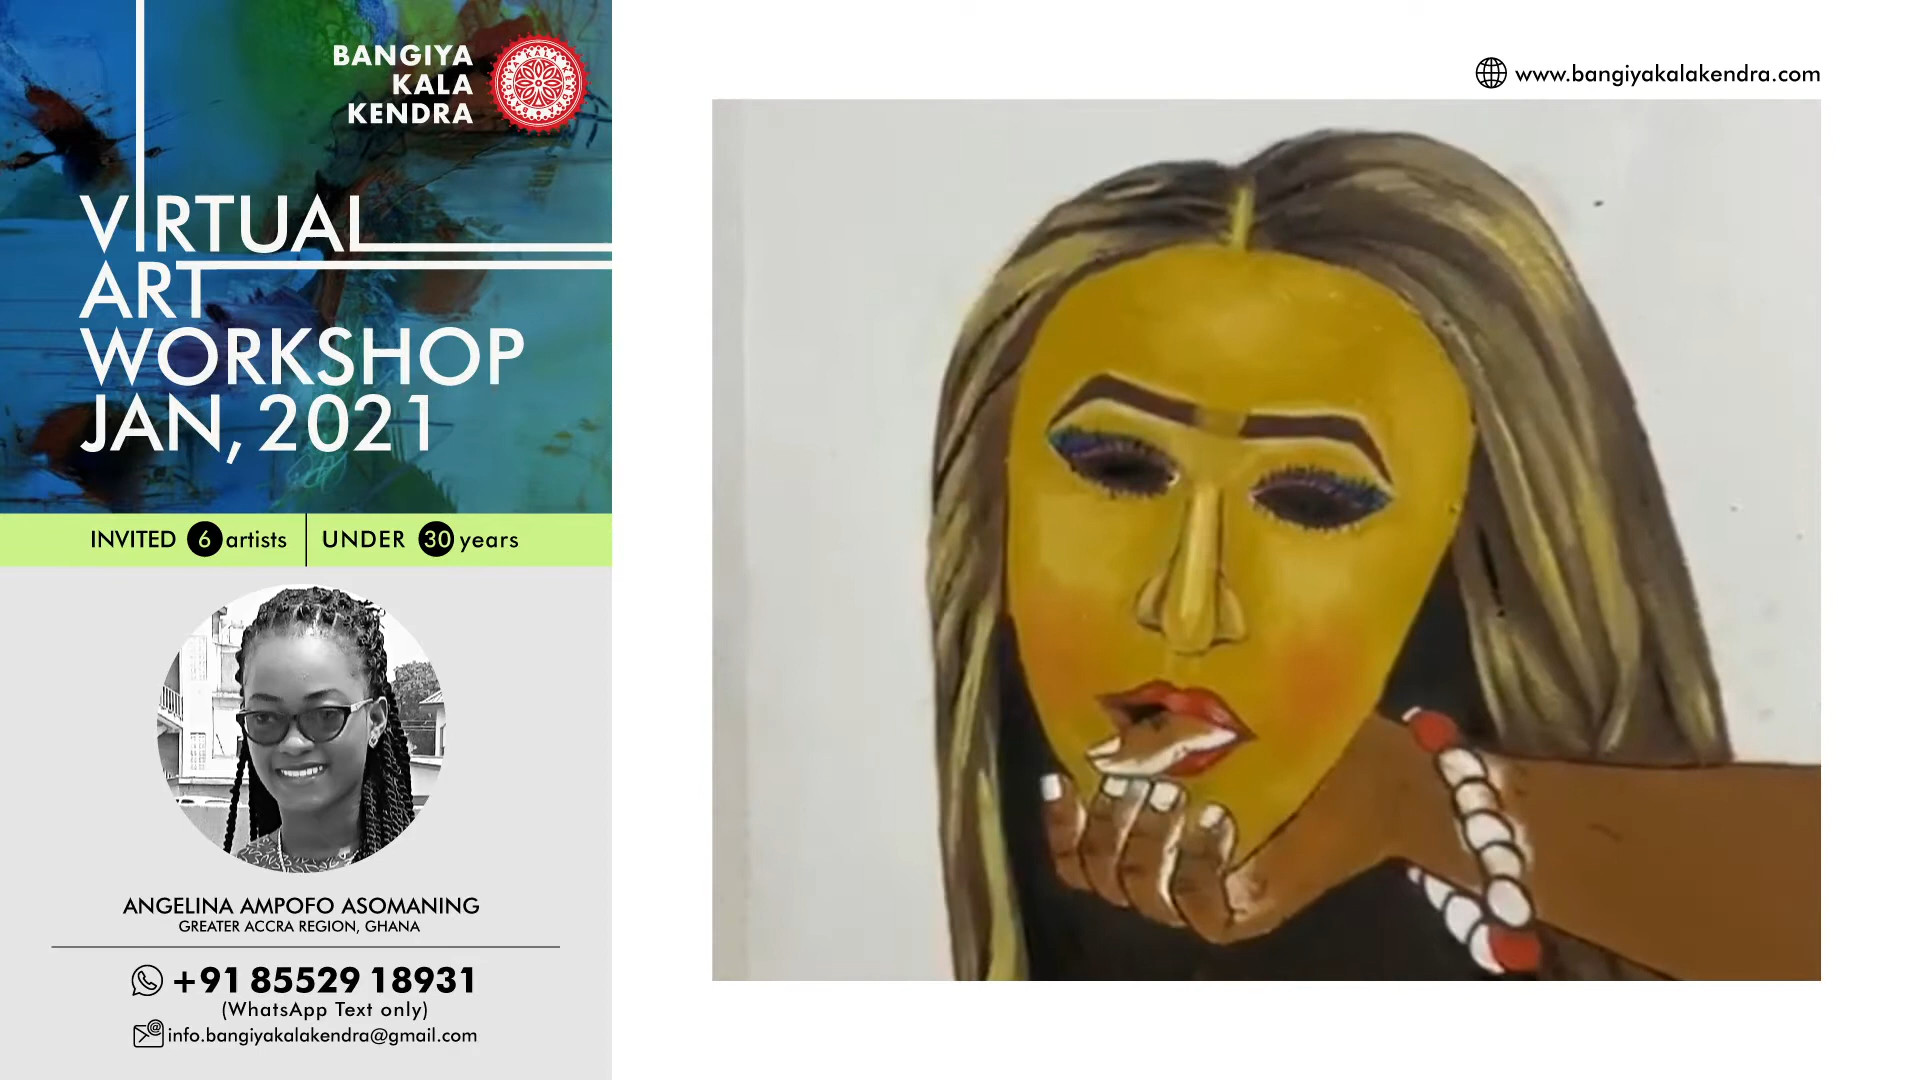 BANGIYA
KALA
KENDRA
VIRTUAL
ART
WORKSHOP
JAN, 2021
INVITED 6 artists UNDER 30 years
ANGELINA AMPOFO ASOMANING
GREATER ACCRA REGION, GHANA
+91 85529 18931
(WhatsApp Text only)
info.bangiyakalakendra@gmail.com
www.bangiyakalakendra.com